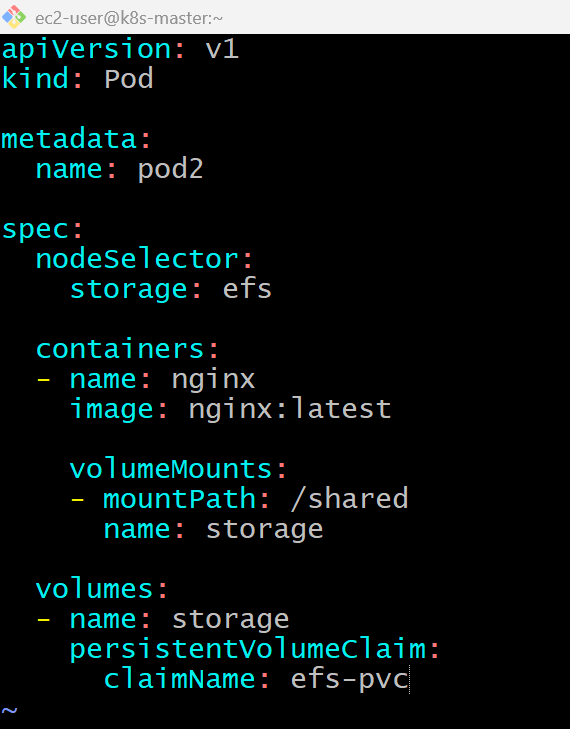 ec2-user@k8s-master:~
apiVersion: v1
kind: Pod
metadata:
  name: pod2
spec:
  nodeSelector:
    storage: efs
  containers:
  - name: nginx
    image: nginx:latest
    volumeMounts:
    - mountPath: /shared
      name: storage
  volumes:
  - name: storage
    persistentVolumeClaim:
      claimName: efs-pvc
~